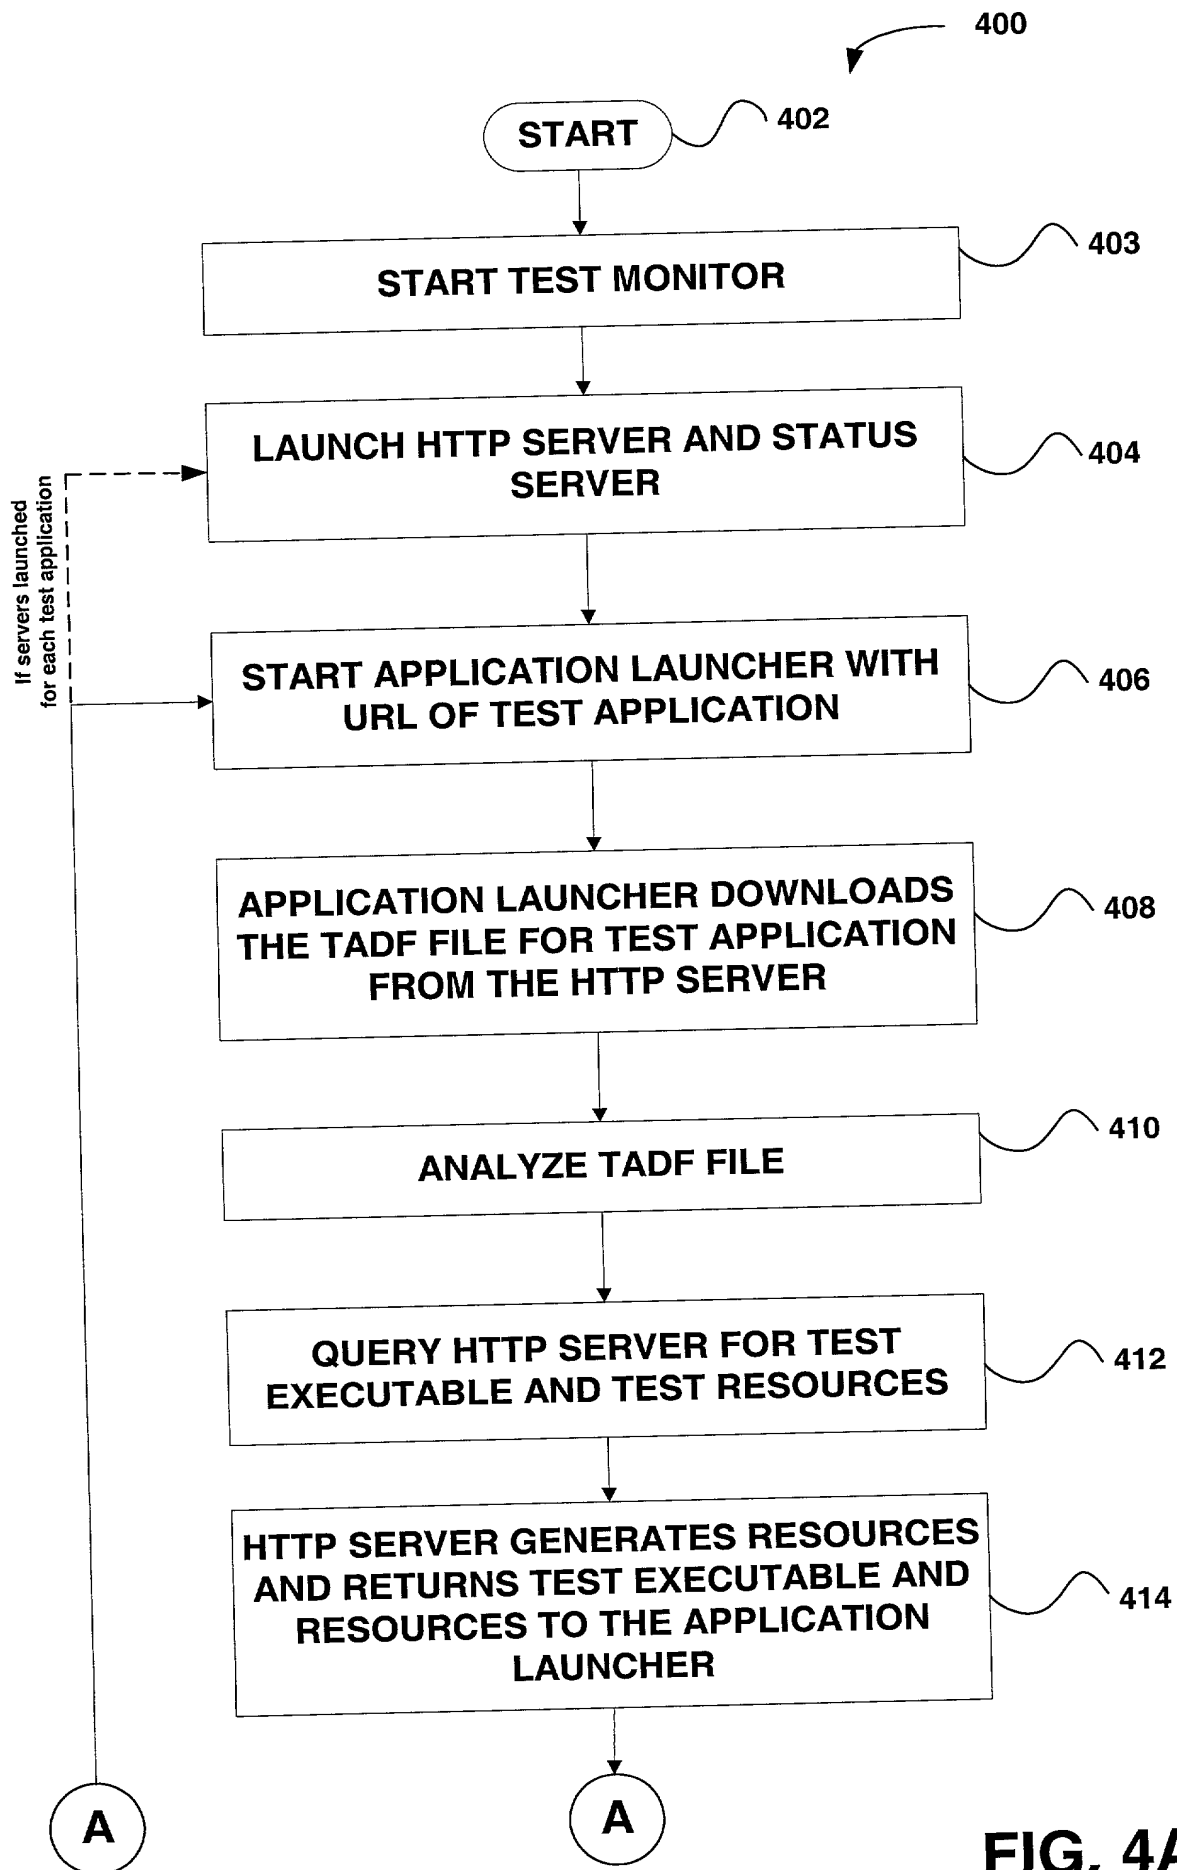 400
START
402
START TEST MONITOR
403
LAUNCH HTTP SERVER AND STATUS
SERVER
404
If servers launched
for each test application
START APPLICATION LAUNCHER WITH
URL OF TEST APPLICATION
406
APPLICATION LAUNCHER DOWNLOADS
THE TADF FILE FOR TEST APPLICATION
FROM THE HTTP SERVER
408
ANALYZE TADF FILE
410
QUERY HTTP SERVER FOR TEST
EXECUTABLE AND TEST RESOURCES
412
HTTP SERVER GENERATES RESOURCES
AND RETURNS TEST EXECUTABLE AND
RESOURCES TO THE APPLICATION
LAUNCHER
414
A
A
FIG. 4A